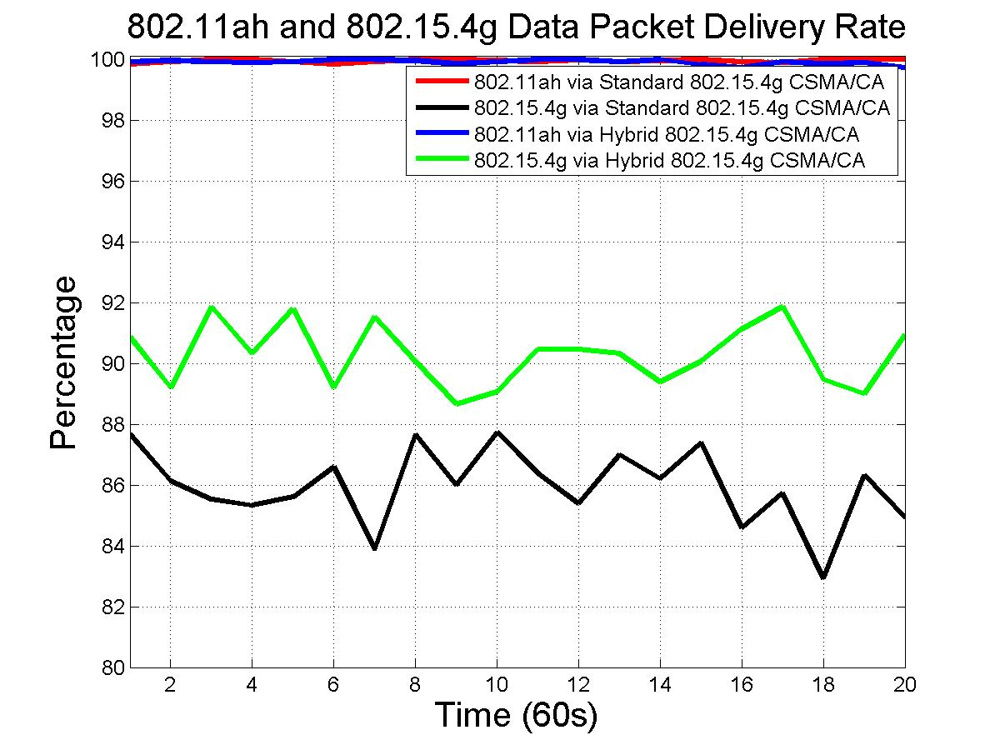 802.11ah and 802.15.4g Data Packet Delivery Rate
100
98
96
94
92
90
88
86
84
82
80
Percentage
802.11ah via Standard 802.15.4g CSMA/CA
802.15.4g via Standard 802.15.4g CSMA/CA
802.11ah via Hybrid 802.15.4g CSMA/CA
802.15.4g via Hybrid 802.15.4g CSMA/CA
2 4 6 8 10 12 14 16 18 20
Time (60s)